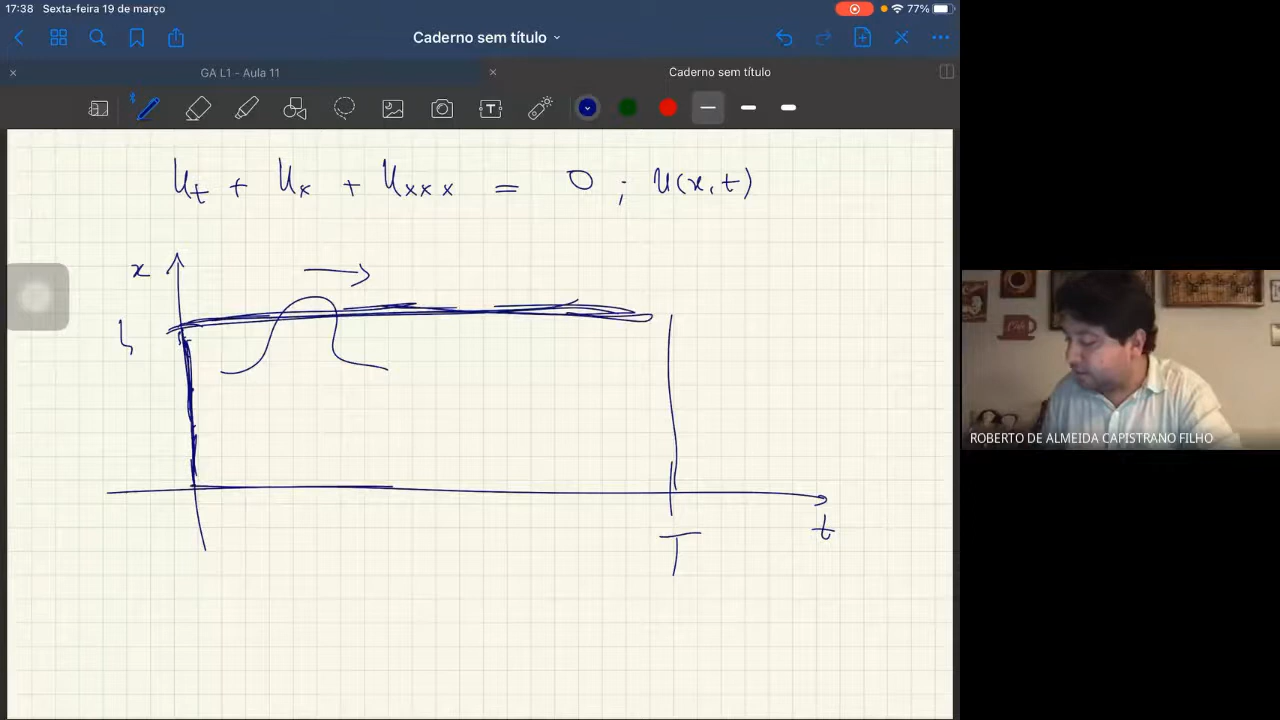 17:38 Sexta-feira 19 de março
77%
Caderno sem título
GA L1 - Aula 11
Caderno sem título
T
u_t + u_x + u_xxx = 0 ; u(x,t)
x
L
t
T
ROBERTO DE ALMEIDA CAPISTRANO FILHO